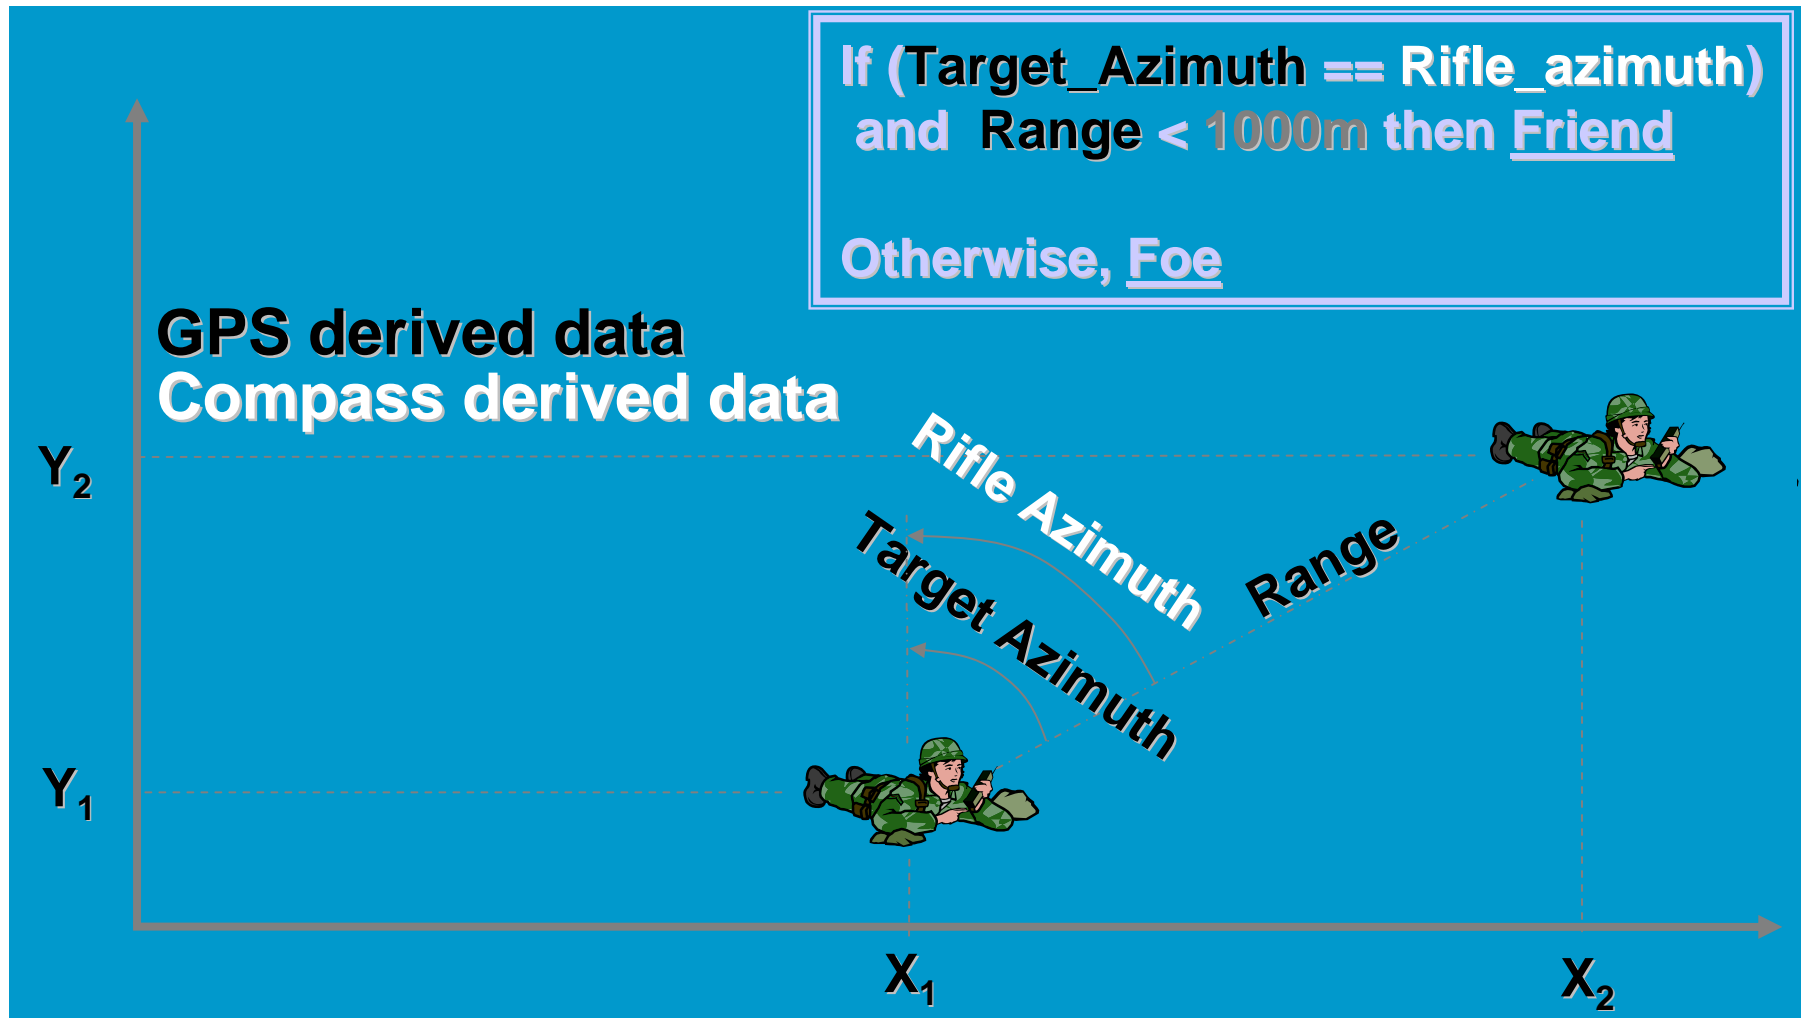 If (Target_Azimuth == Rifle_azimuth)
and Range < 1000m then Friend
Otherwise, Foe
GPS derived data
Compass derived data
Y2
Rifle Azimuth
Target Azimuth
Range
Y1
X1
X2